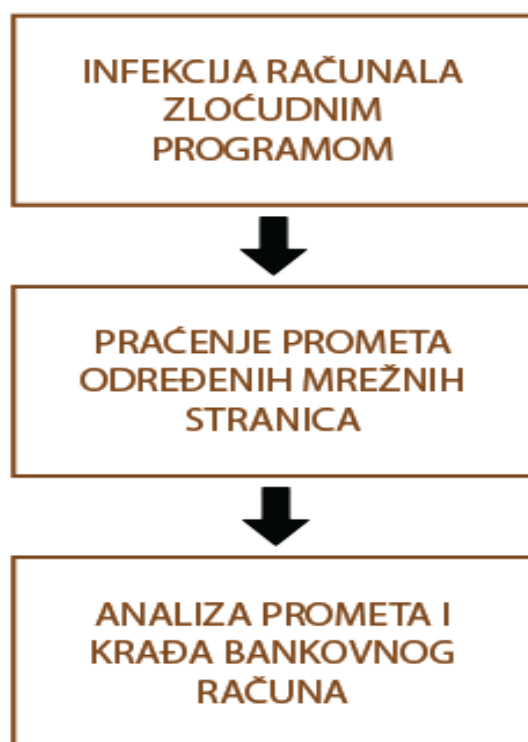 INFEKCIJA RAČUNALA
ZLOĆUDNIM
PROGRAMOM
PRAĆENJE PROMETA
ODREĐENIH MREŽNIH
STRANICA
ANALIZA PROMETA I
KRAĐA BANKOVNOG
RAČUNA